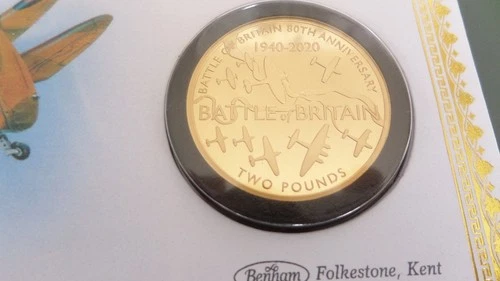 BATTLE OF BRITAIN 80TH ANNIVERSARY
1940-2020
BATTLE of BRITAIN
TWO POUNDS
Benham Folkestone, Kent